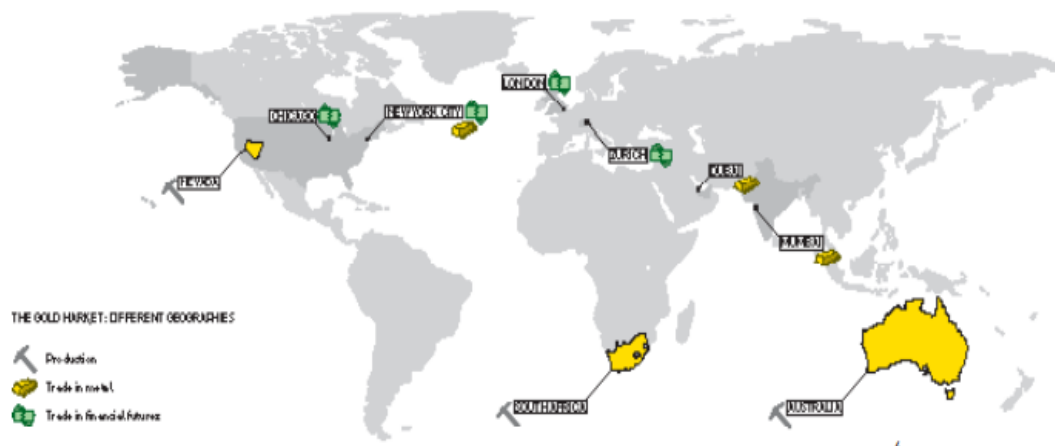 LONDON
CHICAGO
NEW YORK CITY
ZURICH
DUBAI
NEVADA
MUMBAI
THE GOLD MARKET: DIFFERENT GEOGRAPHIES
Production
Trade in metal
Trade in financial futures
SOUTH AFRICA
AUSTRALIA